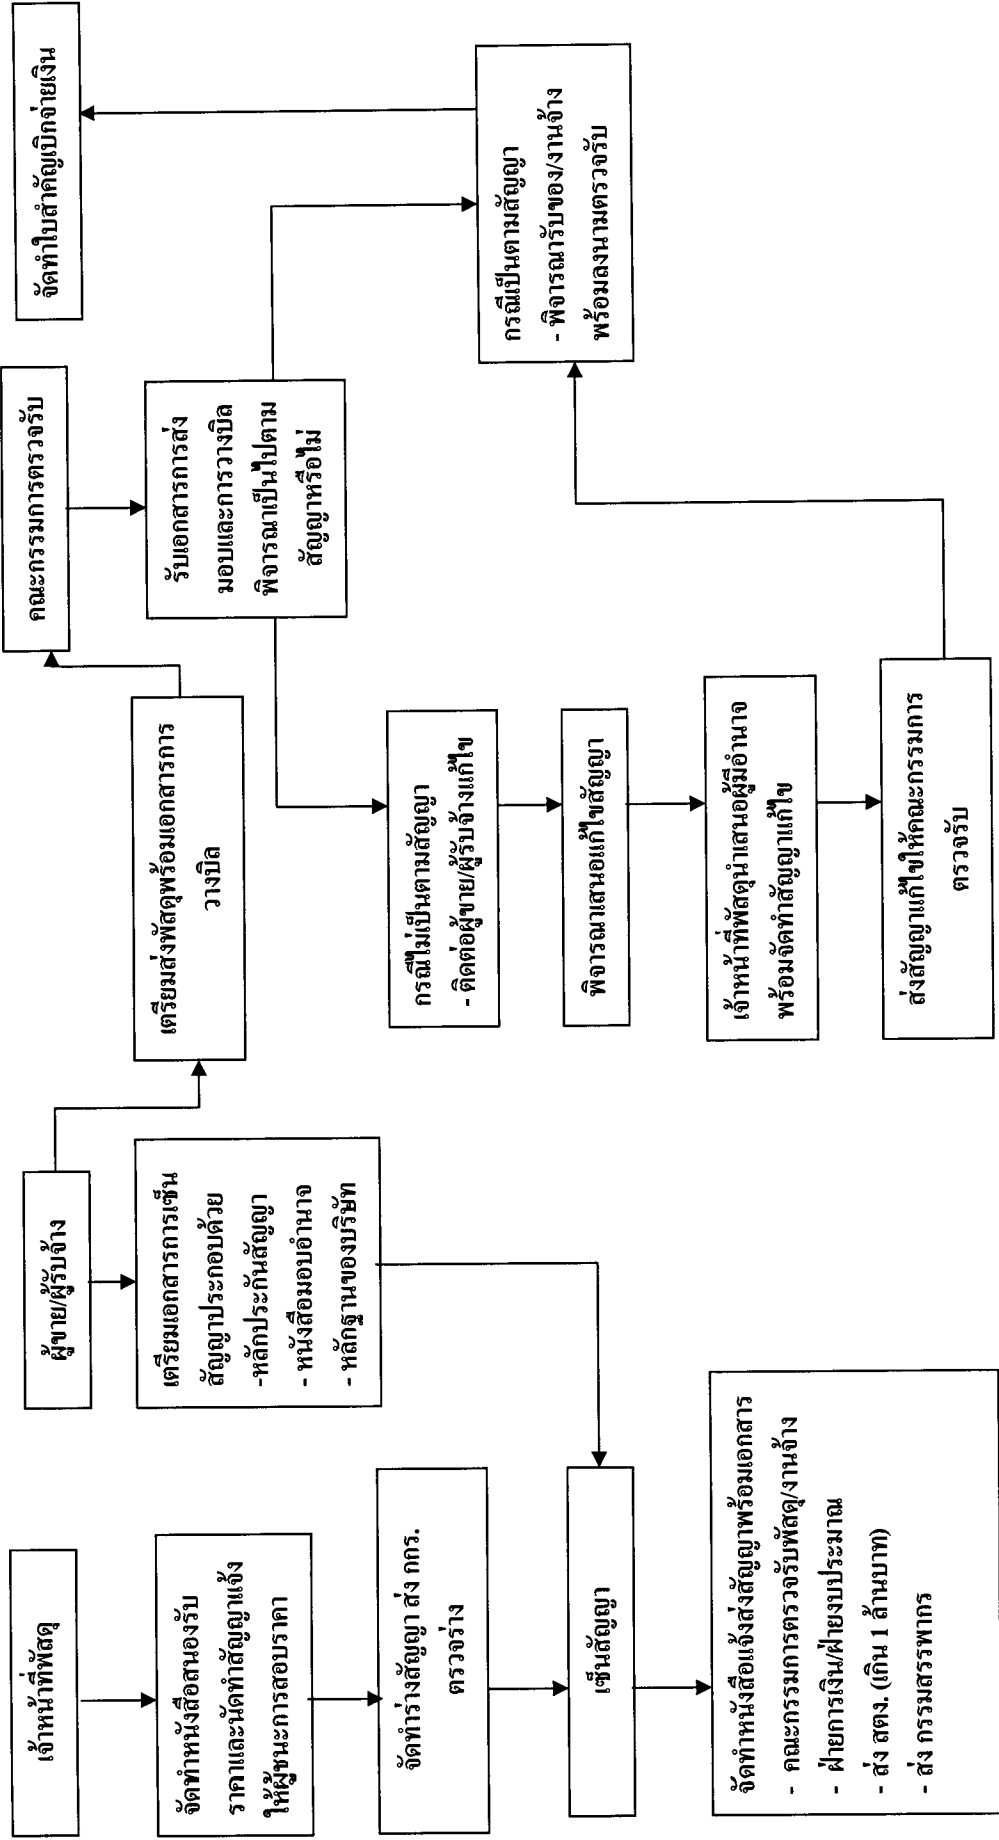 เจ้าหน้าที่พัสดุ
จัดทำหนังสือสนองรับ
ราคาและนัดทำสัญญาแจ้ง
ให้ผู้ชนะการสอบราคา
จัดทำร่างสัญญา ส่ง กกร.
ตรวจร่าง
เซ็นสัญญา
จัดทำหนังสือแจ้งส่งสัญญาพร้อมเอกสาร
- คณะกรรมการตรวจรับพัสดุ/งานจ้าง
- ฝ่ายการเงิน/ฝ่ายงบประมาณ
- ส่ง สตง. (เกิน 1 ล้านบาท)
- ส่ง กรมสรรพากร
ผู้ขาย/ผู้รับจ้าง
เตรียมเอกสารการเซ็น
สัญญาประกอบด้วย
-หลักประกันสัญญา
- หนังสือมอบอำนาจ
- หลักฐานของบริษัท
เตรียมส่งพัสดุพร้อมเอกสารการ
วางบิล
คณะกรรมการตรวจรับ
รับเอกสารการส่ง
มอบและการวางบิล
พิจารณาเป็นไปตาม
สัญญาหรือไม่
กรณีไม่เป็นตามสัญญา
- ติดต่อผู้ขาย/ผู้รับจ้างแก้ไข
พิจารณาเสนอแก้ไขสัญญา
เจ้าหน้าที่พัสดุนำเสนอผู้มีอำนาจ
พร้อมจัดทำสัญญาแก้ไข
ส่งสัญญาแก้ไขให้คณะกรรมการ
ตรวจรับ
กรณีเป็นตามสัญญา
- พิจารณารับของ/งานจ้าง
พร้อมลงนามตรวจรับ
จัดทำใบสำคัญเบิกจ่ายเงิน